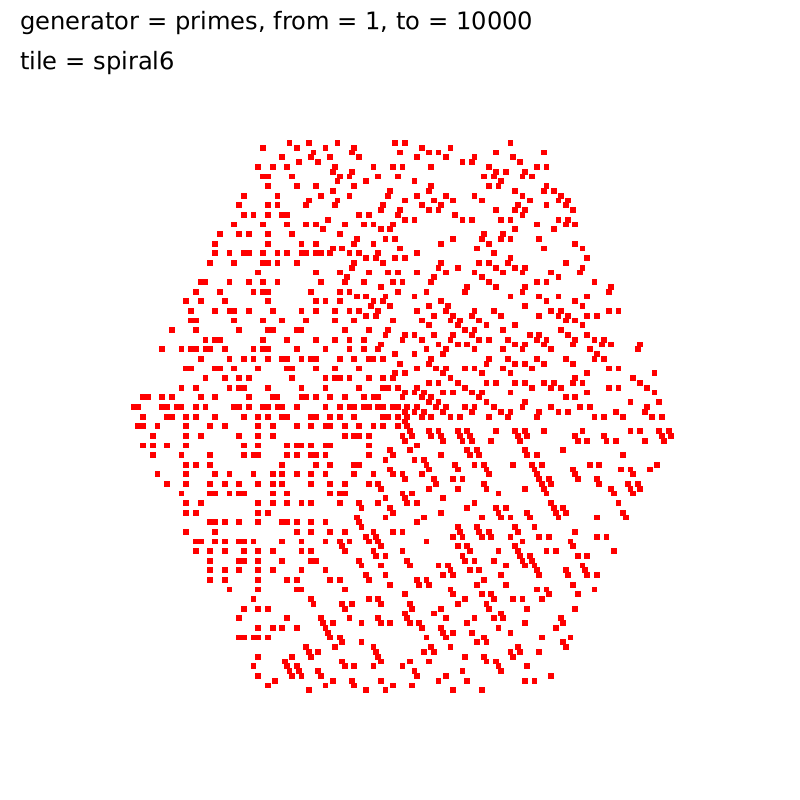 generator = primes, from = 1, to = 10000
tile = spiral6